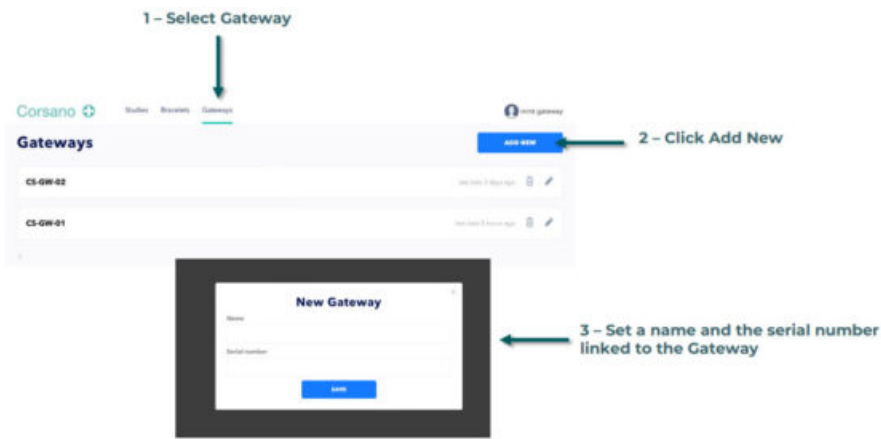 1 – Select Gateway
Corsano
Studies Bracelets Gateways
Gateways
ADD NEW
2 – Click Add New
CS-GW-02
CS-GW-01
New Gateway
Name
Serial number
SAVE
3 – Set a name and the serial number
linked to the Gateway